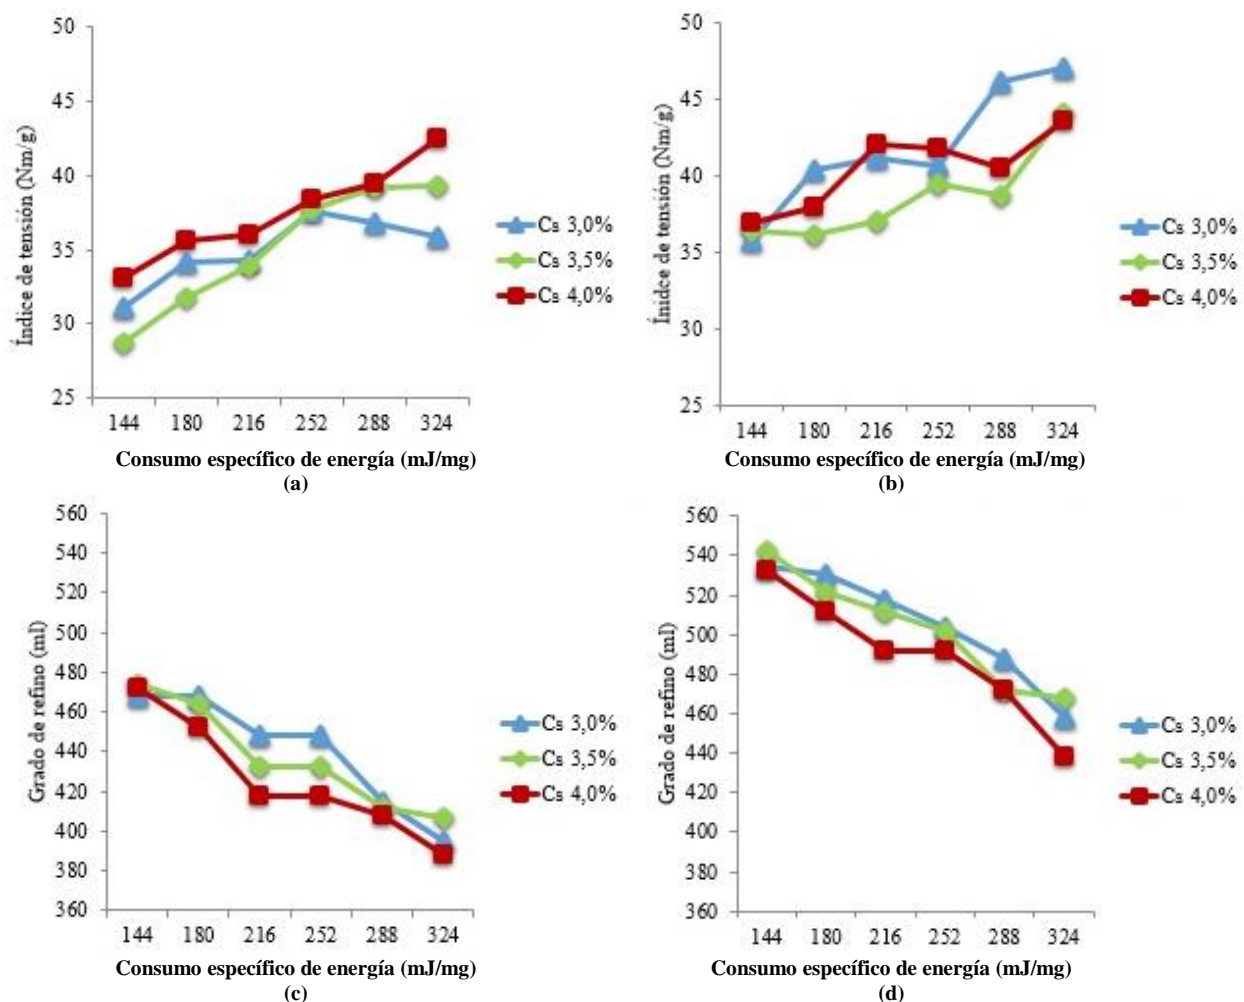 50
45
40
35
30
25
Índice de tensión (Nm/g)
Cs 3,0%
Cs 3,5%
Cs 4,0%
144 180 216 252 288 324
Consumo específico de energía (mJ/mg)
(a)
50
45
40
35
30
25
Ínidce de tensión (Nm/g)
Cs 3,0%
Cs 3,5%
Cs 4,0%
144 180 216 252 288 324
Consumo específico de energía (mJ/mg)
(b)
560
540
520
500
480
460
440
420
400
380
360
Grado de refino (ml)
Cs 3,0%
Cs 3,5%
Cs 4,0%
144 180 216 252 288 324
Consumo específico de energía (mJ/mg)
(c)
560
540
520
500
480
460
440
420
400
380
360
Grado de refino (ml)
Cs 3,0%
Cs 3,5%
Cs 4,0%
144 180 216 252 288 324
Consumo específico de energía (mJ/mg)
(d)